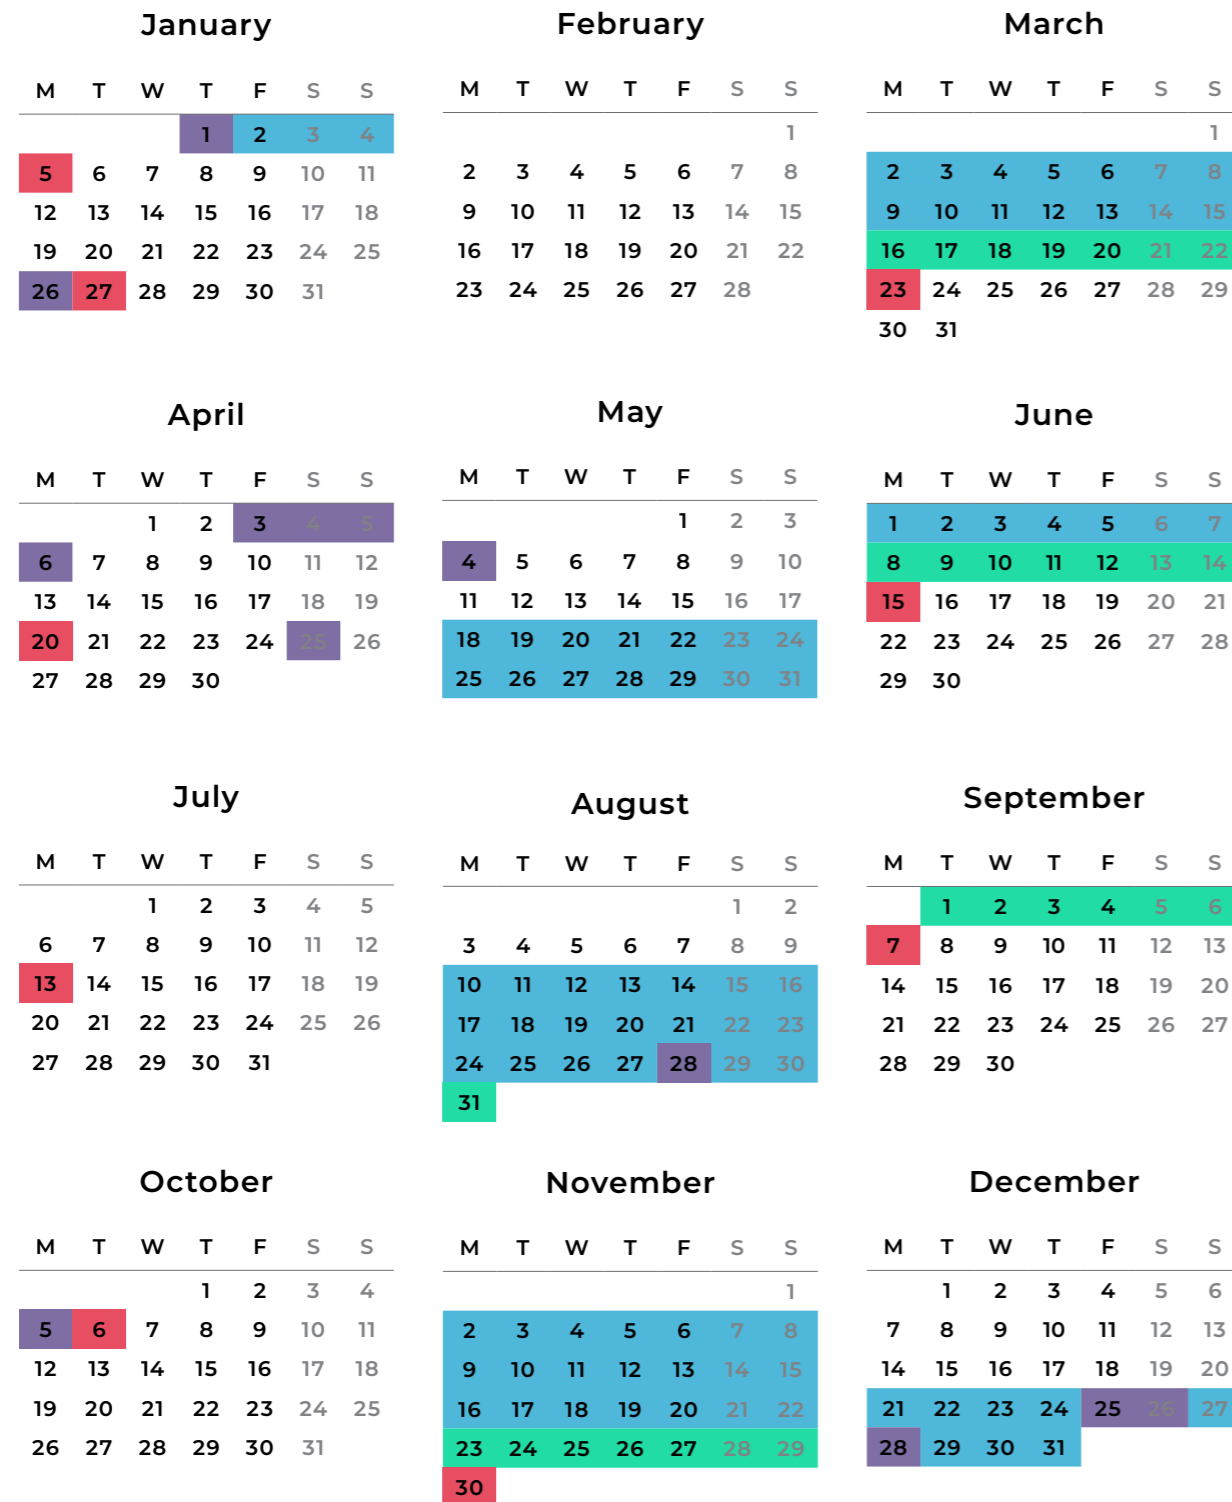 January
M T W T F S S
1 2 3 4
5 6 7 8 9 10 11
12 13 14 15 16 17 18
19 20 21 22 23 24 25
26 27 28 29 30 31
February
M T W T F S S
1
2 3 4 5 6 7 8
9 10 11 12 13 14 15
16 17 18 19 20 21 22
23 24 25 26 27 28
March
M T W T F S S
1
2 3 4 5 6 7 8
9 10 11 12 13 14 15
16 17 18 19 20 21 22
23 24 25 26 27 28 29
30 31
April
M T W T F S S
1 2 3 4 5
6 7 8 9 10 11 12
13 14 15 16 17 18 19
20 21 22 23 24 25 26
27 28 29 30
May
M T W T F S S
1 2 3
4 5 6 7 8 9 10
11 12 13 14 15 16 17
18 19 20 21 22 23 24
25 26 27 28 29 30 31
June
M T W T F S S
1 2 3 4 5 6 7
8 9 10 11 12 13 14
15 16 17 18 19 20 21
22 23 24 25 26 27 28
29 30
July
M T W T F S S
1 2 3 4 5
6 7 8 9 10 11 12
13 14 15 16 17 18 19
20 21 22 23 24 25 26
27 28 29 30 31
August
M T W T F S S
1 2
3 4 5 6 7 8 9
10 11 12 13 14 15 16
17 18 19 20 21 22 23
24 25 26 27 28 29 30
31
September
M T W T F S S
1 2 3 4 5 6
7 8 9 10 11 12 13
14 15 16 17 18 19 20
21 22 23 24 25 26 27
28 29 30
October
M T W T F S S
1 2 3 4
5 6 7 8 9 10 11
12 13 14 15 16 17 18
19 20 21 22 23 24 25
26 27 28 29 30 31
November
M T W T F S S
1
2 3 4 5 6 7 8
9 10 11 12 13 14 15
16 17 18 19 20 21 22
23 24 25 26 27 28 29
30
December
M T W T F S S
1 2 3 4 5 6
7 8 9 10 11 12 13
14 15 16 17 18 19 20
21 22 23 24 25 26 27
28 29 30 31